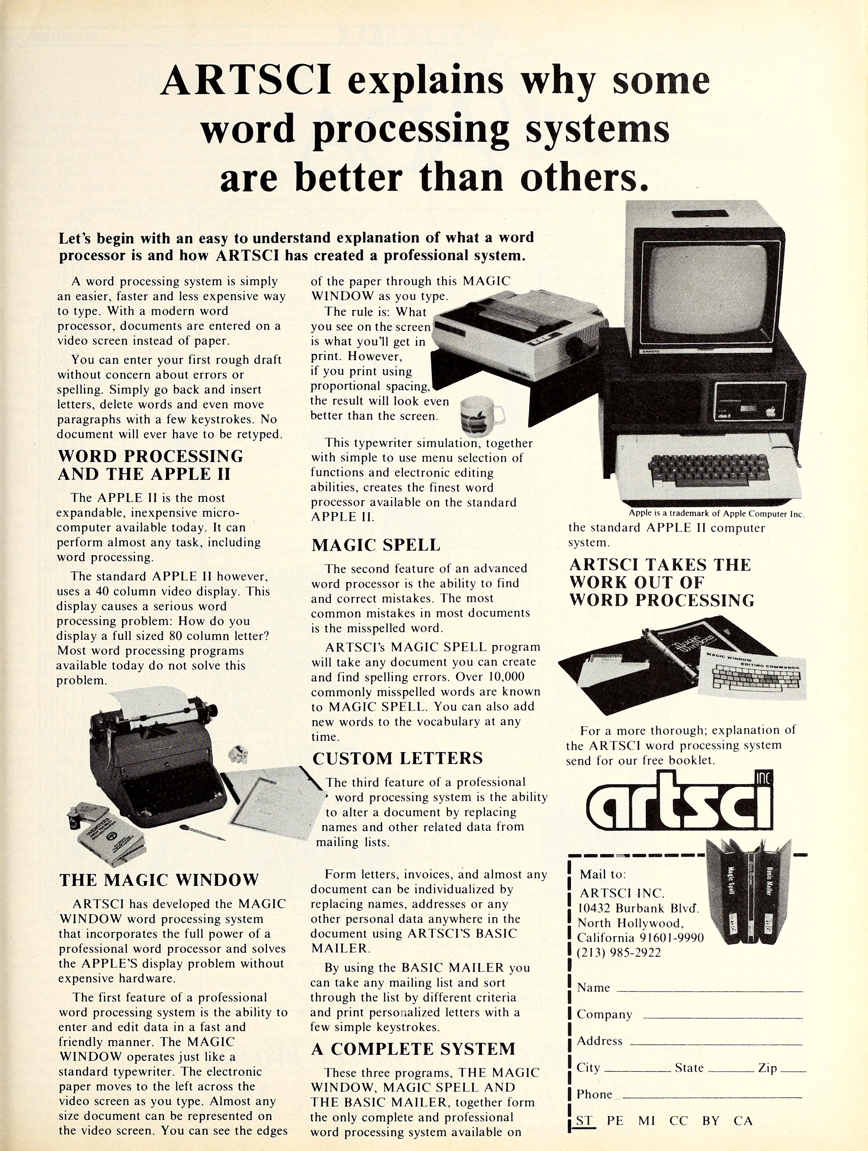 ARTSCI explains why some
word processing systems
are better than others.
Let's begin with an easy to understand explanation of what a word
processor is and how ARTSCI has created a professional system.
A word processing system is simply
an easier, faster and less expensive way
to type. With a modern word
processor, documents are entered on a
video screen instead of paper.
You can enter your first rough draft
without concern about errors or
spelling. Simply go back and insert
letters, delete words and even move
paragraphs with a few keystrokes. No
document will ever have to be retyped.
WORD PROCESSING
AND THE APPLE II
The APPLE II is the most
expandable, inexpensive micro-
computer available today. It can
perform almost any task, including
word processing.
The standard APPLE II however,
uses a 40 column video display. This
display causes a serious word
processing problem: How do you
display a full sized 80 column letter?
Most word processing programs
available today do not solve this
problem.
THE MAGIC WINDOW
ARTSCI has developed the MAGIC
WINDOW word processing system
that incorporates the full power of a
professional word processor and solves
the APPLE'S display problem without
expensive hardware.
The first feature of a professional
word processing system is the ability to
enter and edit data in a fast and
friendly manner. The MAGIC
WINDOW operates just like a
standard typewriter. The electronic
paper moves to the left across the
video screen as you type. Almost any
size document can be represented on
the video screen. You can see the edges
of the paper through this MAGIC
WINDOW as you type.
The rule is: What
you see on the screen
is what you'll get in
print. However,
if you print using
proportional spacing,
the result will look even
better than the screen.
This typewriter simulation, together
with simple to use menu selection of
functions and electronic editing
abilities, creates the finest word
processor available on the standard
APPLE II.
MAGIC SPELL
The second feature of an advanced
word processor is the ability to find
and correct mistakes. The most
common mistakes in most documents
is the misspelled word.
ARTSCI's MAGIC SPELL program
will take any document you can create
and find spelling errors. Over 10,000
commonly misspelled words are known
to MAGIC SPELL. You can also add
new words to the vocabulary at any
time.
CUSTOM LETTERS
The third feature of a professional
word processing system is the ability
to alter a document by replacing
names and other related data from
mailing lists.
Form letters, invoices, and almost any
document can be individualized by
replacing names, addresses or any
other personal data anywhere in the
document using ARTSCI'S BASIC
MAILER.
By using the BASIC MAILER you
can take any mailing list and sort
through the list by different criteria
and print personalized letters with a
few simple keystrokes.
A COMPLETE SYSTEM
These three programs, THE MAGIC
WINDOW, MAGIC SPELL AND
THE BASIC MAILER, together form
the only complete and professional
word processing system available on
Apple is a trademark of Apple Computer Inc.
the standard APPLE II computer
system.
ARTSCI TAKES THE
WORK OUT OF
WORD PROCESSING
Magic
Window
MAGIC WINDOW
EDITING COMMANDS
For a more thorough; explanation of
the ARTSCI word processing system
send for our free booklet.
artsci INC
Magic Spell
Basic Mailer
Mail to:
ARTSCI INC.
10432 Burbank Blvd.
North Hollywood,
California 91601-9990
(213) 985-2922
Name
Company
Address
City State Zip
Phone
ST PE MI CC BY CA